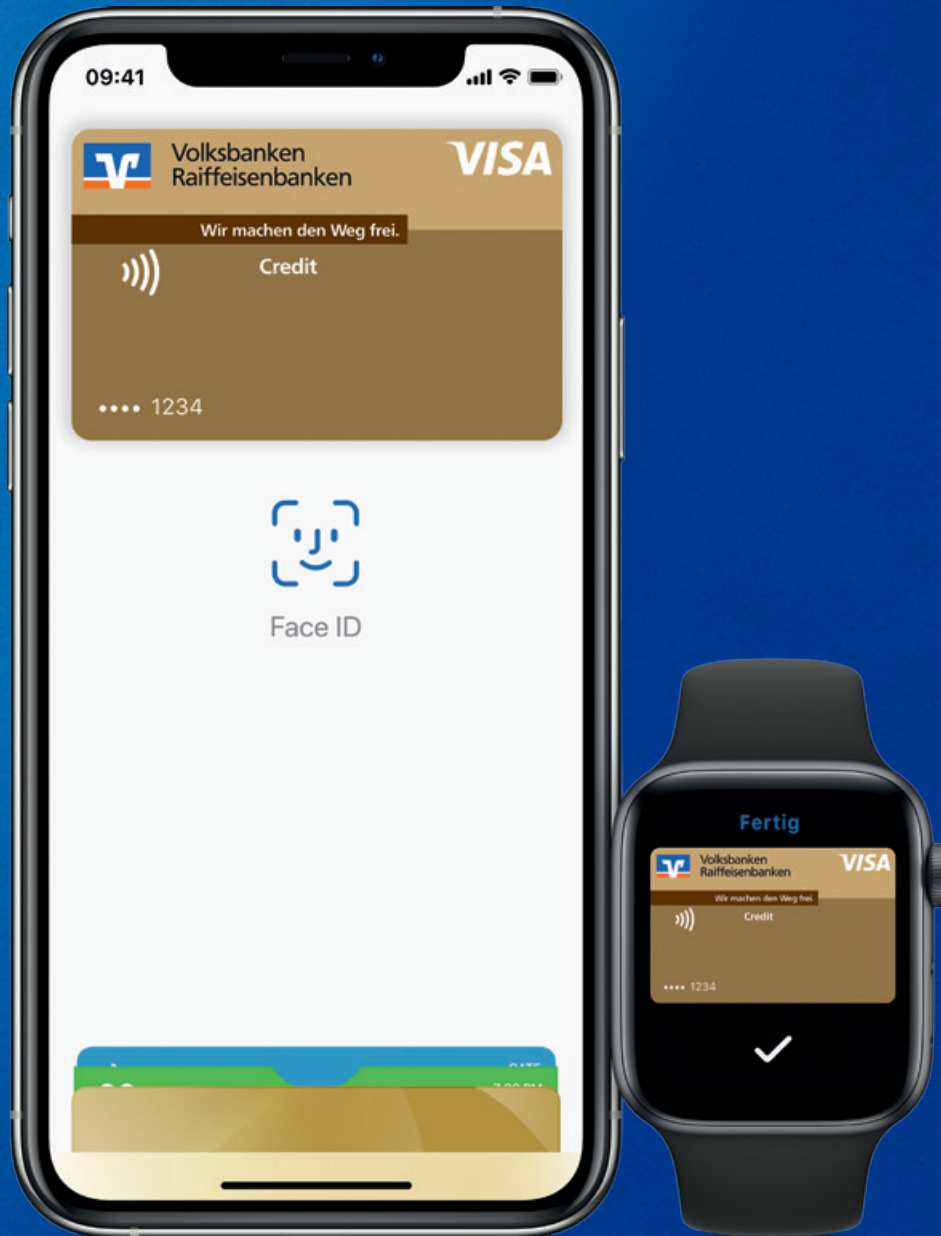 09:41
Volksbanken
Raiffeisenbanken
VISA
Wir machen den Weg frei.
Credit
•••• 1234
Face ID
Fertig
Volksbanken
Raiffeisenbanken
VISA
Wir machen den Weg frei.
Credit
•••• 1234